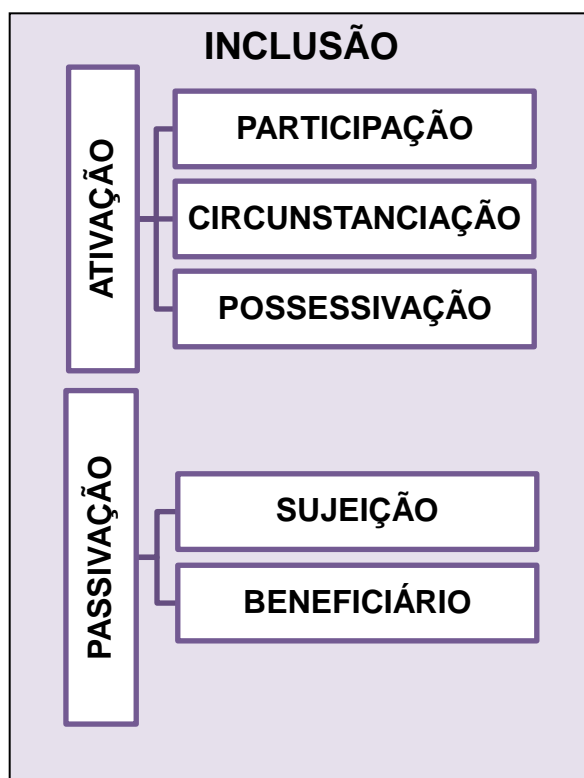 INCLUSÃO
ATIVAÇÃO
PARTICIPAÇÃO
CIRCUNSTANCIAÇÃO
POSSESSIVAÇÃO
PASSIVAÇÃO
SUJEIÇÃO
BENEFICIÁRIO